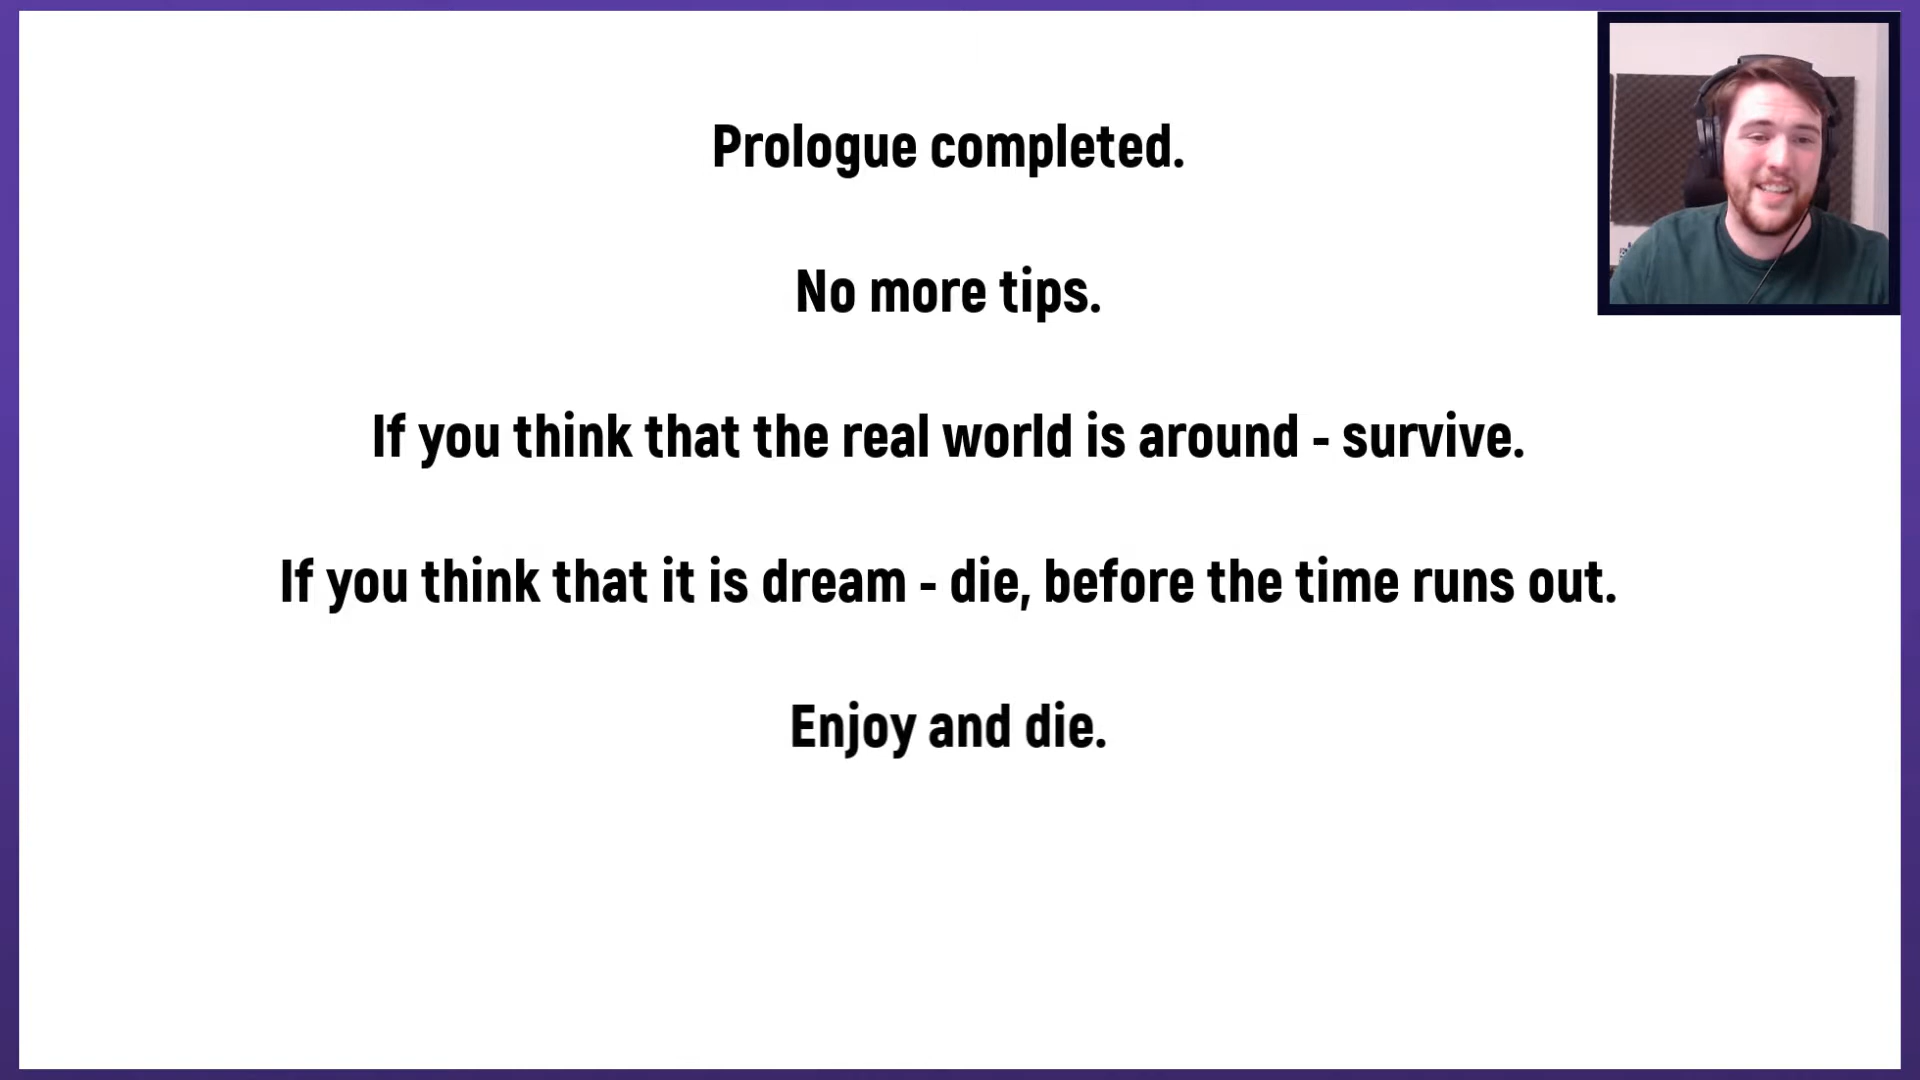 Prologue completed.
No more tips.
If you think that the real world is around - survive.
If you think that it is dream - die, before the time runs out.
Enjoy and die.